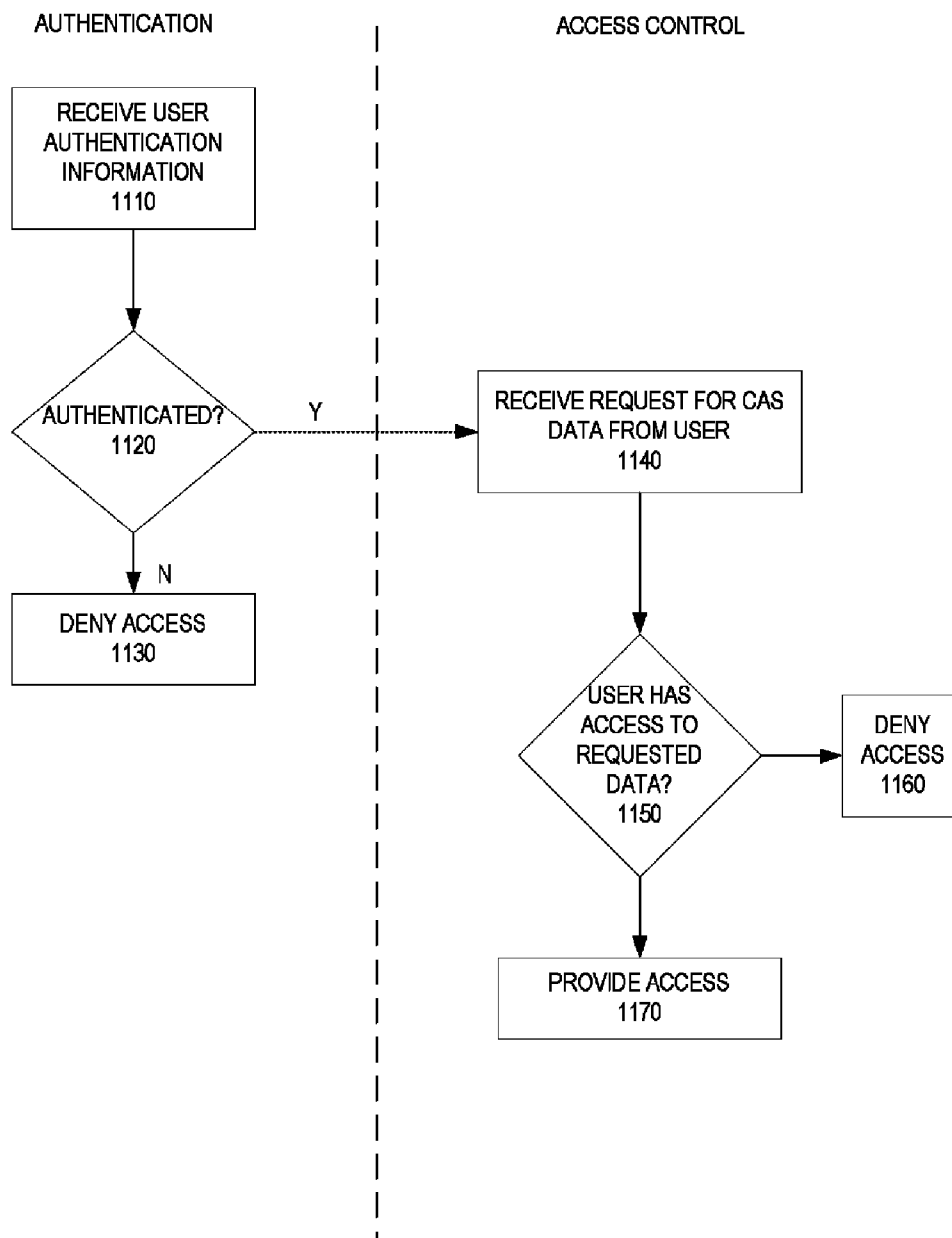 AUTHENTICATION
ACCESS CONTROL
RECEIVE USER
AUTHENTICATION
INFORMATION
1110
AUTHENTICATED?
1120
Y
N
DENY ACCESS
1130
RECEIVE REQUEST FOR CAS
DATA FROM USER
1140
USER HAS
ACCESS TO
REQUESTED
DATA?
1150
DENY
ACCESS
1160
PROVIDE ACCESS
1170